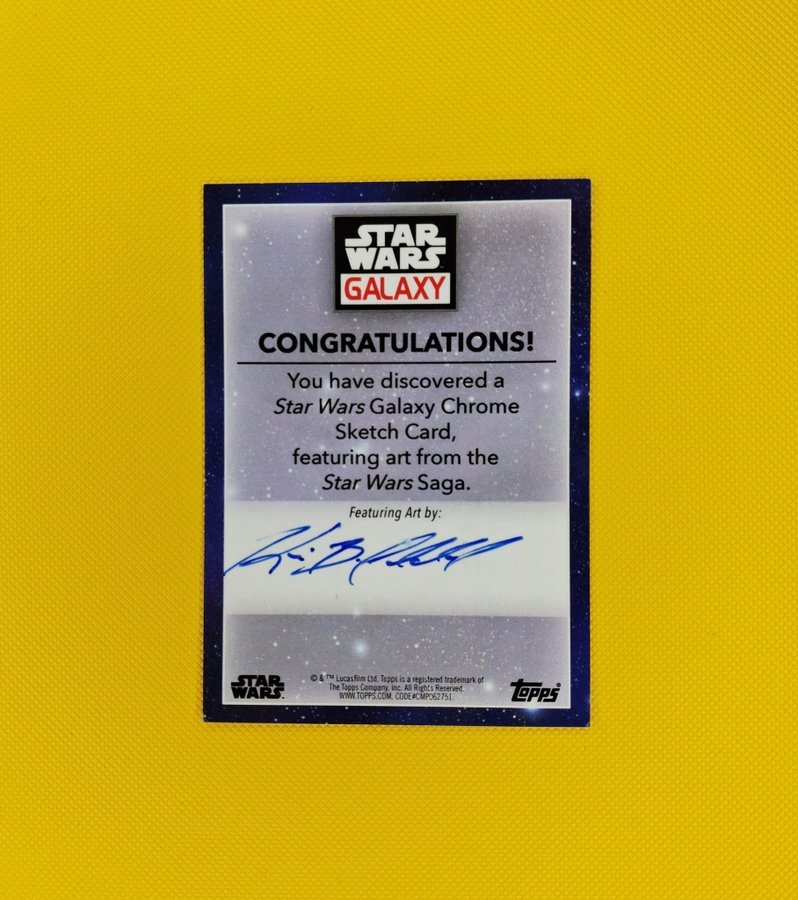 STAR
WARS
GALAXY
CONGRATULATIONS!
You have discovered a
Star Wars Galaxy Chrome
Sketch Card,
featuring art from the
Star Wars Saga.
Featuring Art by:
STAR
WARS
© & ™ Lucasfilm Ltd. Topps is a registered trademark of
The Topps Company, Inc. All Rights Reserved.
WWW.TOPPS.COM. CODE#CMP062751.
TOPPS®